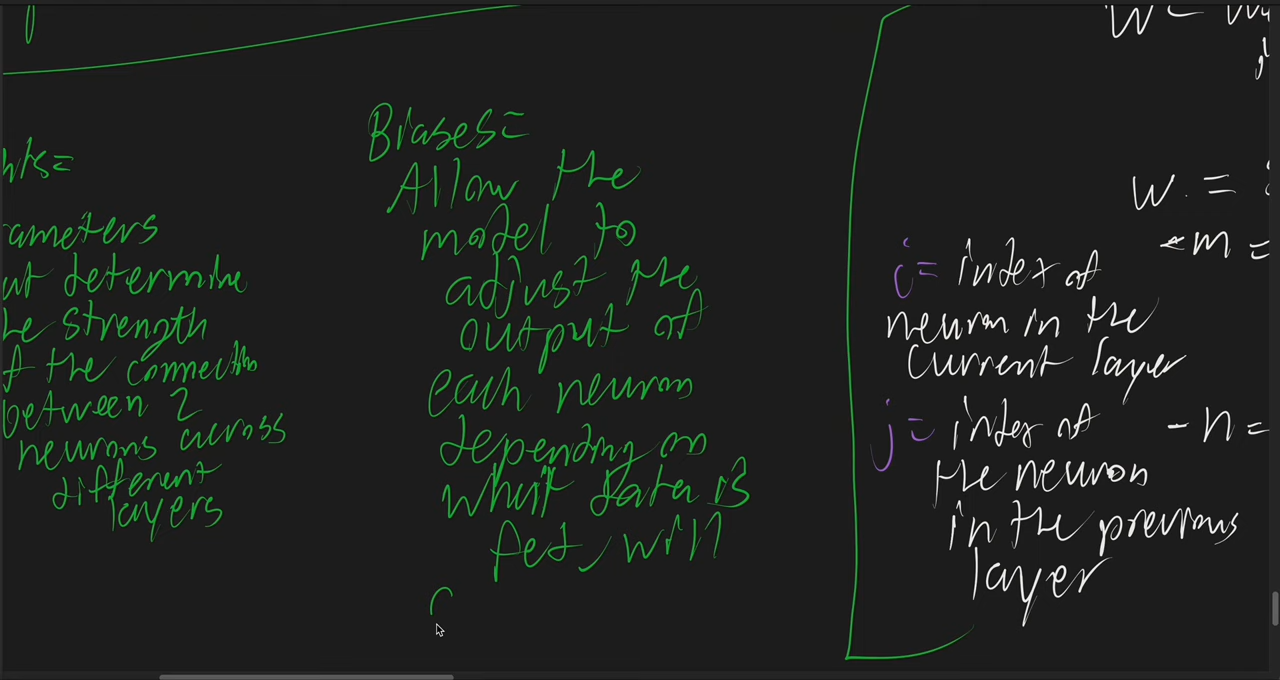 hts=
rameters
ut determine
he strength
f the connection
between 2
neurons across
different
layers
Biases=
Allow the
model to
adjust the
output of
each neuron
depending on
what data is
fet, will
W
W =
i= index of
neuron in the
current layer
j= index of
the neuron
in the previous
layer
m =
- n =